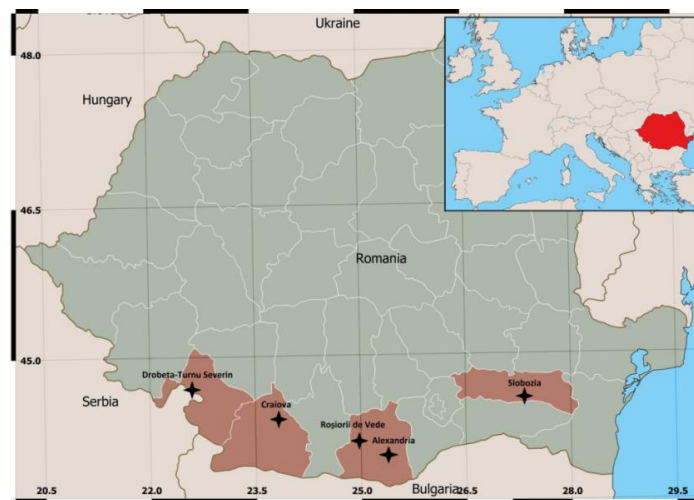 Ukraine
48.0
Hungary
46.5
Romania
45.0
Drobeta-Turnu Severin
Slobozia
Serbia
Craiova
Roșiorii de Vede
Alexandria
Bulgaria
20.5 22.0 23.5 25.0 26.5 28.0 29.5